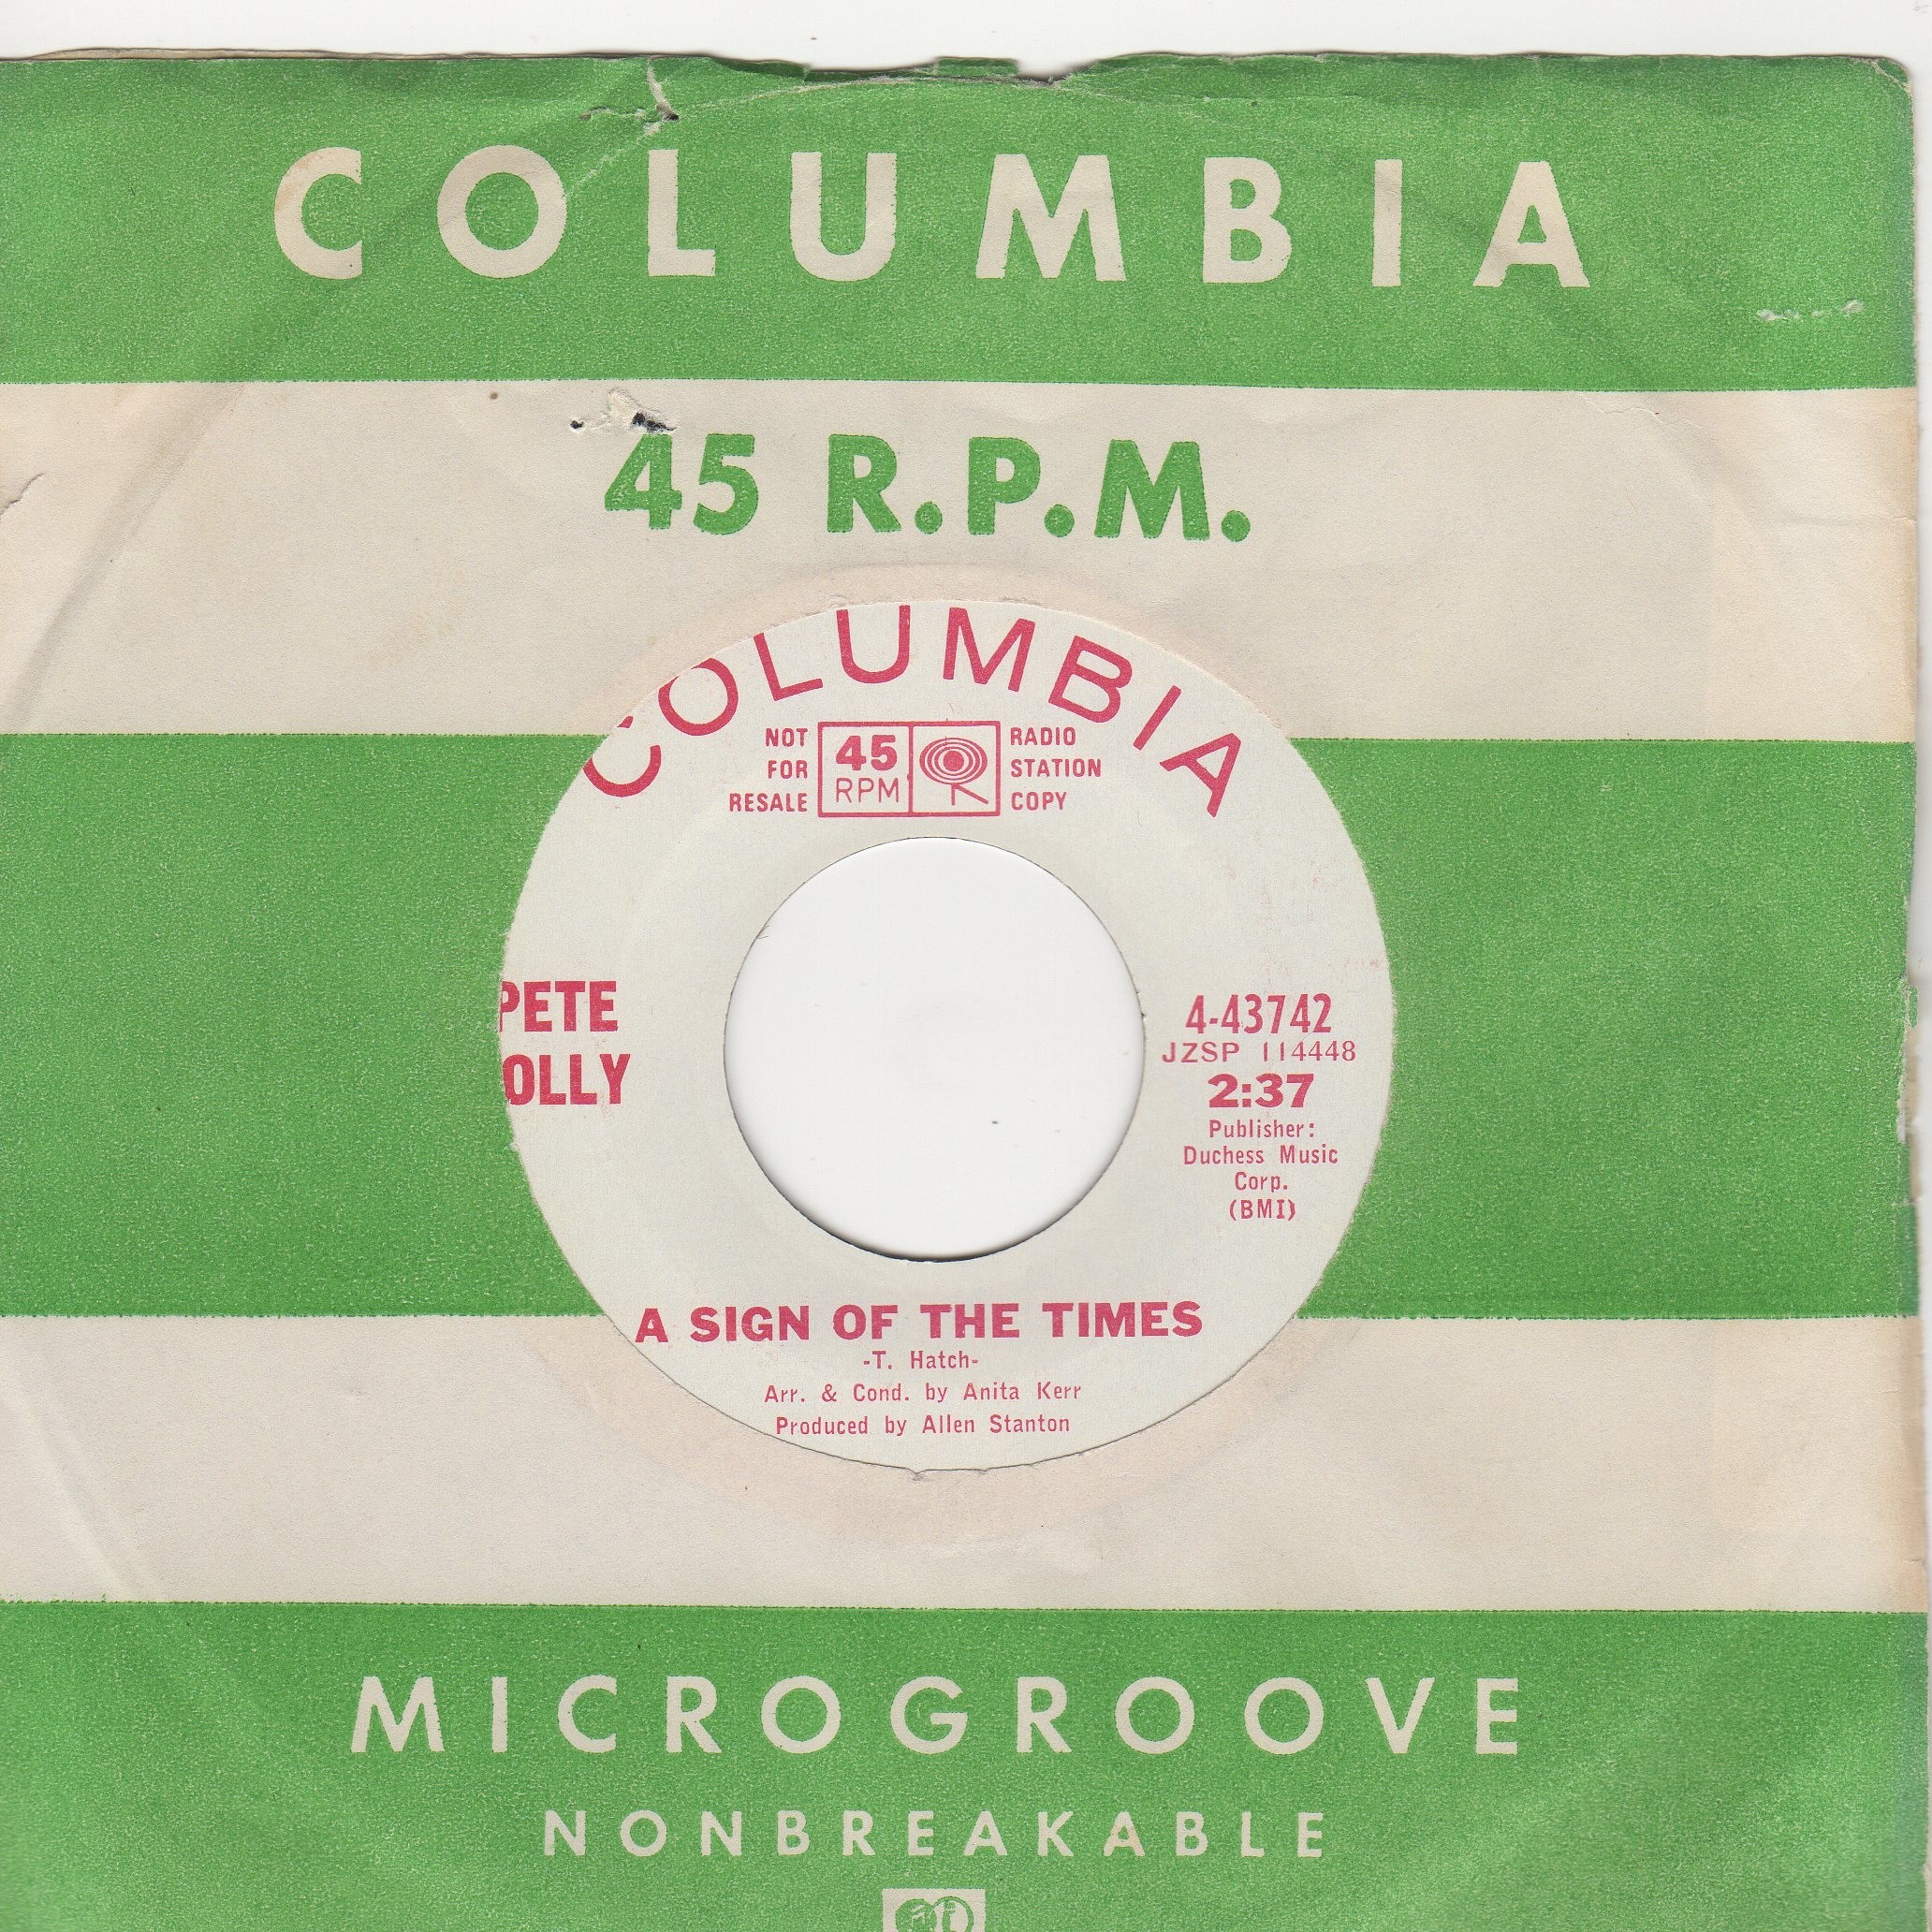 COLUMBIA
45 R.P.M.
COLUMBIA
NOT
FOR
RESALE
45
RPM
RADIO
STATION
COPY
PETE
OLLY
4-43742
JZSP 114448
2:37
Publisher:
Duchess Music
Corp.
(BMI)
A SIGN OF THE TIMES
-T. Hatch-
Arr. & Cond. by Anita Kerr
Produced by Allen Stanton
MICROGROOVE
NONBREAKABLE